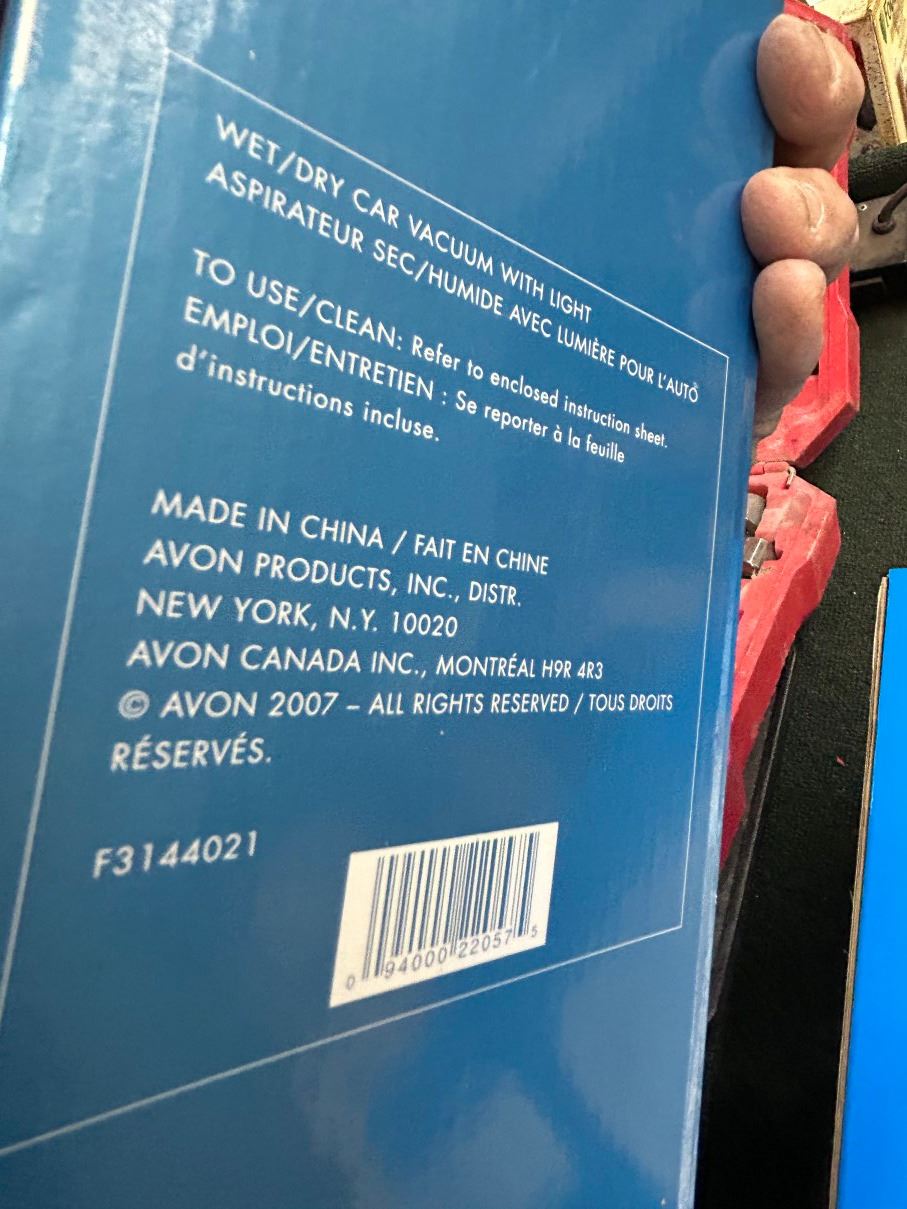 WET/DRY CAR VACUUM WITH LIGHT
ASPIRATEUR SEC/HUMIDE AVEC LUMIÈRE POUR L'AUTO
TO USE/CLEAN: Refer to enclosed instruction sheet.
EMPLOI/ENTRETIEN : Se reporter à la feuille
d'instructions incluse.
MADE IN CHINA / FAIT EN CHINE
AVON PRODUCTS, INC., DISTR.
NEW YORK, N.Y. 10020
AVON CANADA INC., MONTRÉAL H9R 4R3
© AVON 2007 – ALL RIGHTS RESERVED / TOUS DROITS
RÉSERVÉS.
F3144021
0 94000 22057 5